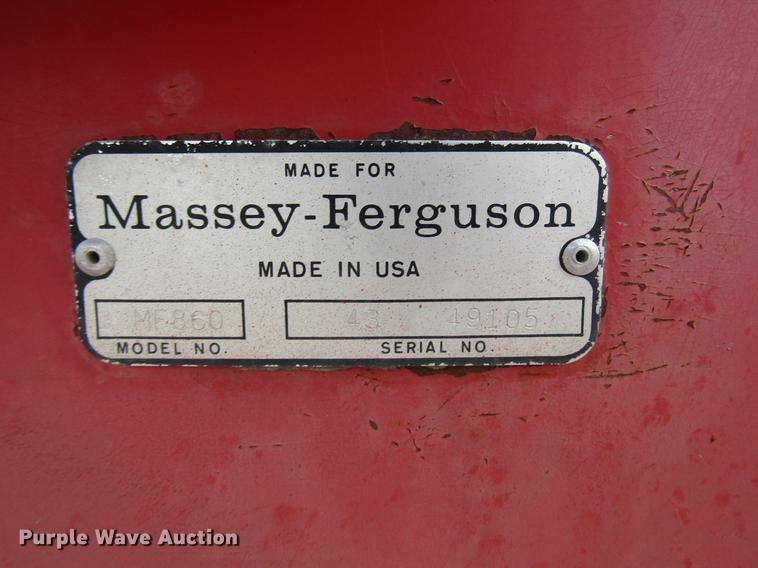 MADE FOR
Massey-Ferguson
MADE IN USA
MF860 43 49105
MODEL NO. SERIAL NO.
Purple Wave Auction